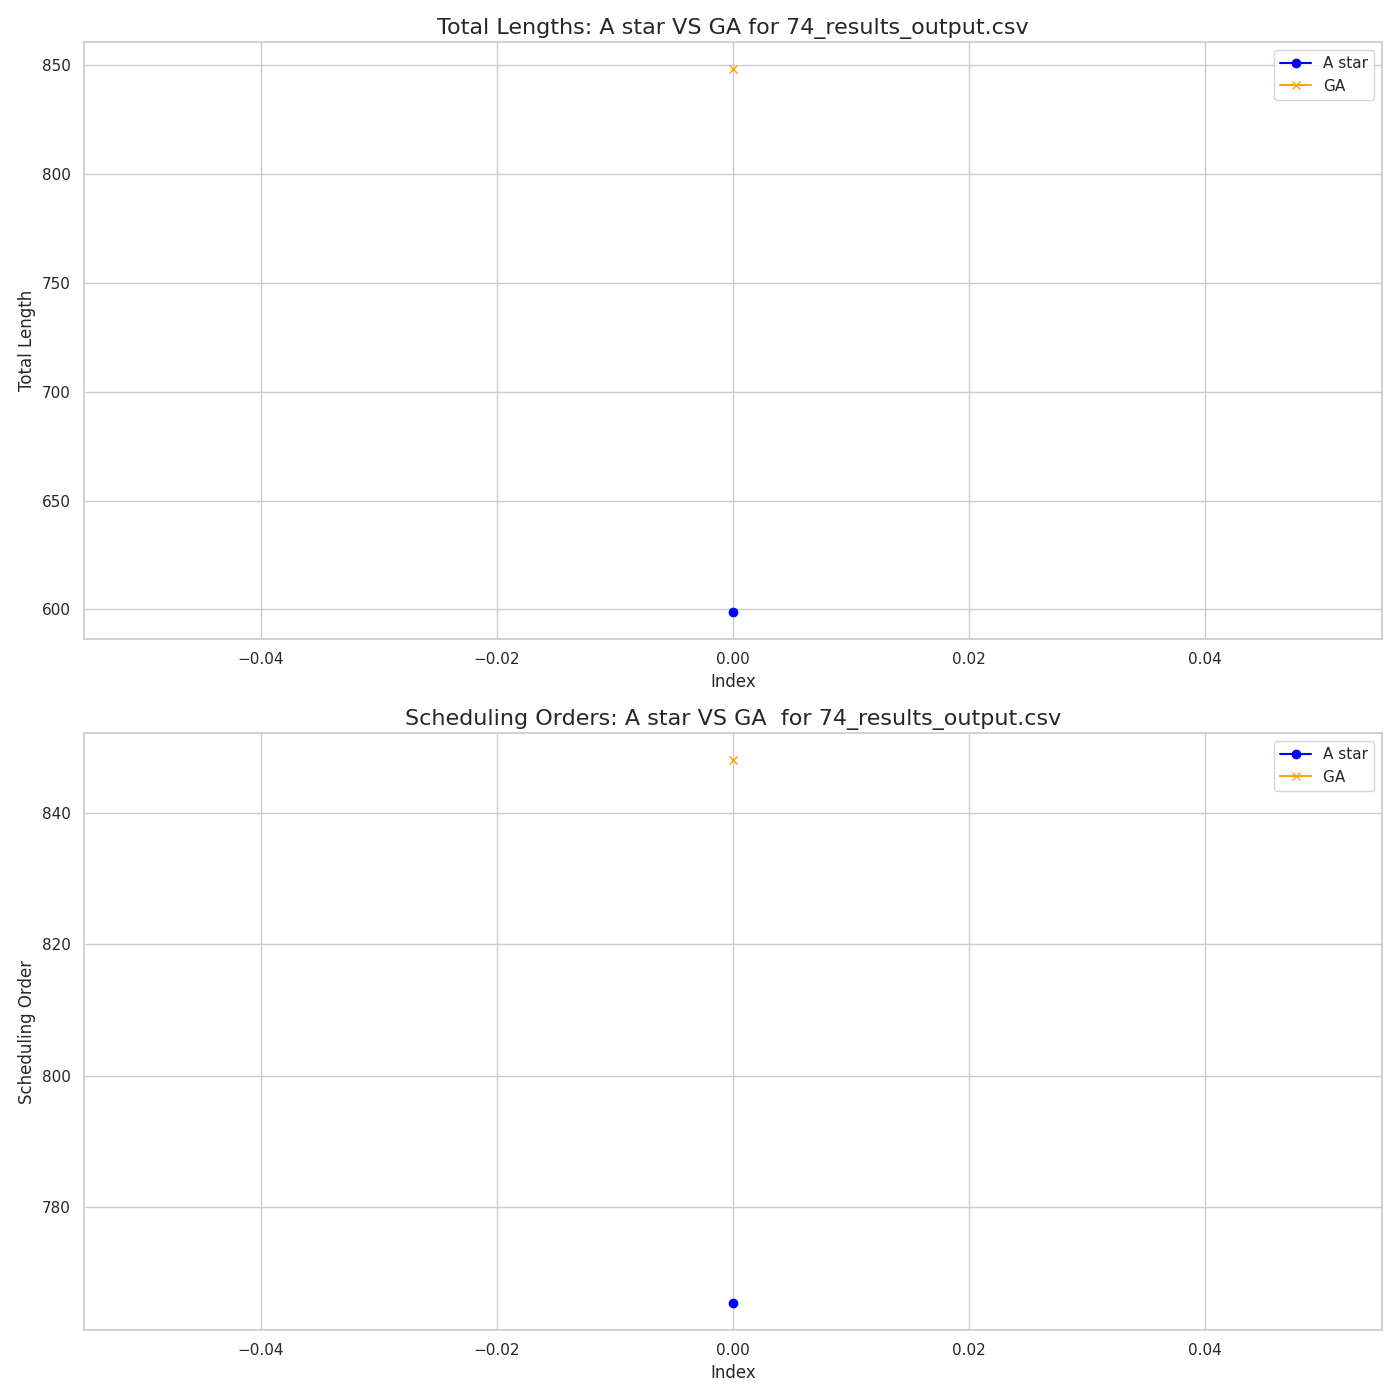 Total Lengths: A star VS GA for 74_results_output.csv
850
800
750
700
650
600
Total Length
A star
GA
−0.04
−0.02
0.00
0.02
0.04
Index
Scheduling Orders: A star VS GA  for 74_results_output.csv
840
820
800
780
Scheduling Order
A star
GA
−0.04
−0.02
0.00
0.02
0.04
Index